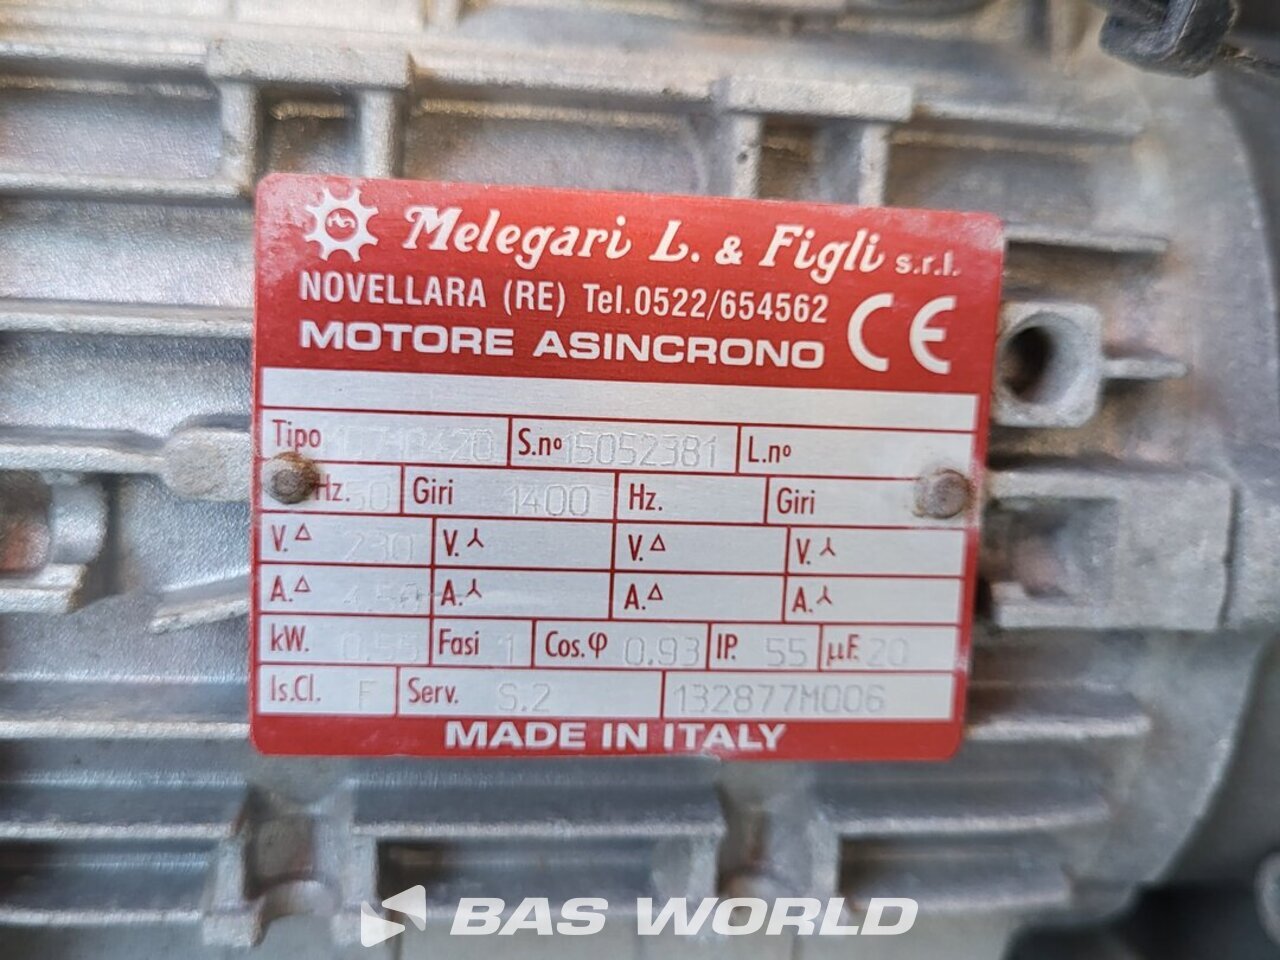 Melegari L. & Figli s.r.l.
NOVELLARA (RE) Tel.0522/654562
MOTORE ASINCRONO CE
Tipo S.nº 15052381 L.nº
Hz. 50 Giri 1400 Hz. Giri
V.△ 230 V.⅄ V.△ V.⅄
A.△ A.⅄ A.△ A.⅄
kW. 0.55 Fasi 1 Cos.φ 0.93 IP. 55 µF. 20
Is.Cl. F Serv. S.2 132877M006
MADE IN ITALY
BAS WORLD